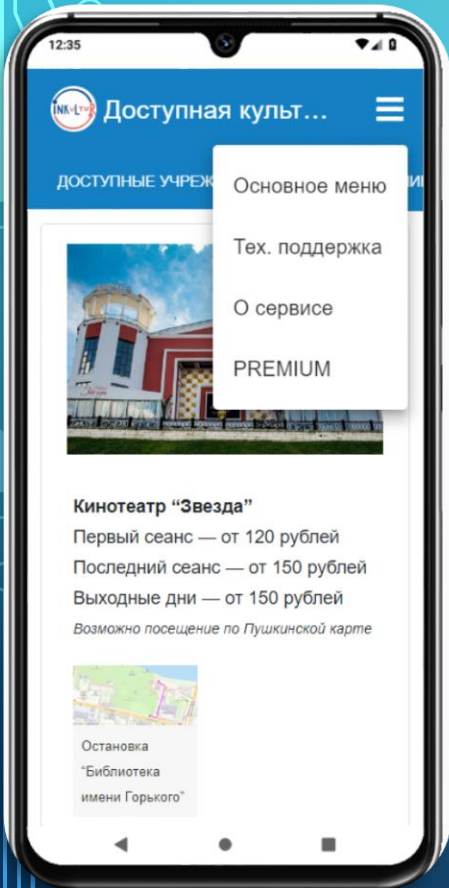 12:35
INK-LTUR
Доступная культ…
ДОСТУПНЫЕ УЧРЕЖ
Основное меню
Тех. поддержка
О сервисе
PREMIUM
Кинотеатр “Звезда”
Первый сеанс — от 120 рублей
Последний сеанс — от 150 рублей
Выходные дни — от 150 рублей
Возможно посещение по Пушкинской карте
Остановка
“Библиотека
имени Горького”